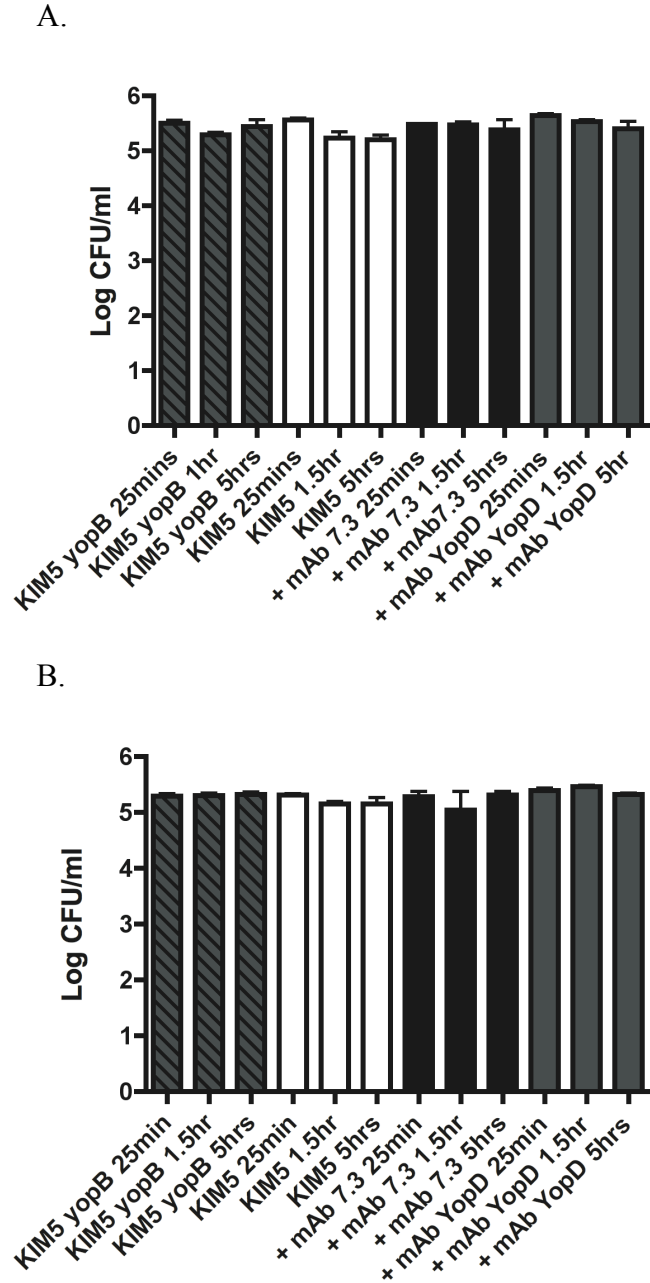 A.
6
5
4
3
2
1
0
Log CFU/ml
KIM5 yopB 25mins
KIM5 yopB 1hr
KIM5 yopB 5hrs
KIM5 25mins
KIM5 1.5hr
KIM5 5hrs
+ mAb 7.3 25mins
+ mAb 7.3 1.5hr
+ mAb7.3 5hrs
+ mAb YopD 25mins
+ mAb YopD 1.5hr
+ mAb YopD 5hr
B.
6
5
4
3
2
1
0
Log CFU/ml
KIM5 yopB 25min
KIM5 yopB 1.5hr
KIM5 yopB 5hrs
KIM5 25min
KIM5 1.5hr
KIM5 5hrs
+ mAb 7.3 25min
+ mAb 7.3 1.5hr
+ mAb 7.3 5hrs
+ mAb YopD 25min
+ mAb YopD 1.5hr
+ mAb YopD 5hrs